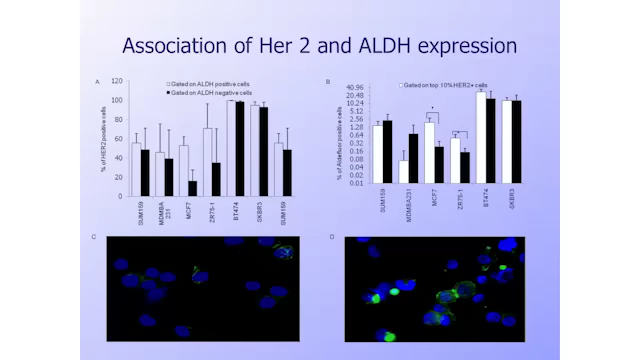 Association of Her 2 and ALDH expression
A
120
Gated on ALDH positive cells
Gated on ALDH negative cells
100
80
60
40
20
0
% of HER2 positive cells
SUM159
MDMBA 231
MCF7
ZR75-1
BT474
SKBR3
SUM159
B
40.96
Gated on top 10% HER2+ cells
20.48
10.24
5.12
2.56
1.28
0.64
0.32
0.16
0.08
0.04
0.02
0.01
% of Aldefluor positive cells
*
*
SUM159
MDMBA231
MCF7
ZR75-1
BT474
SKBR3
C
D